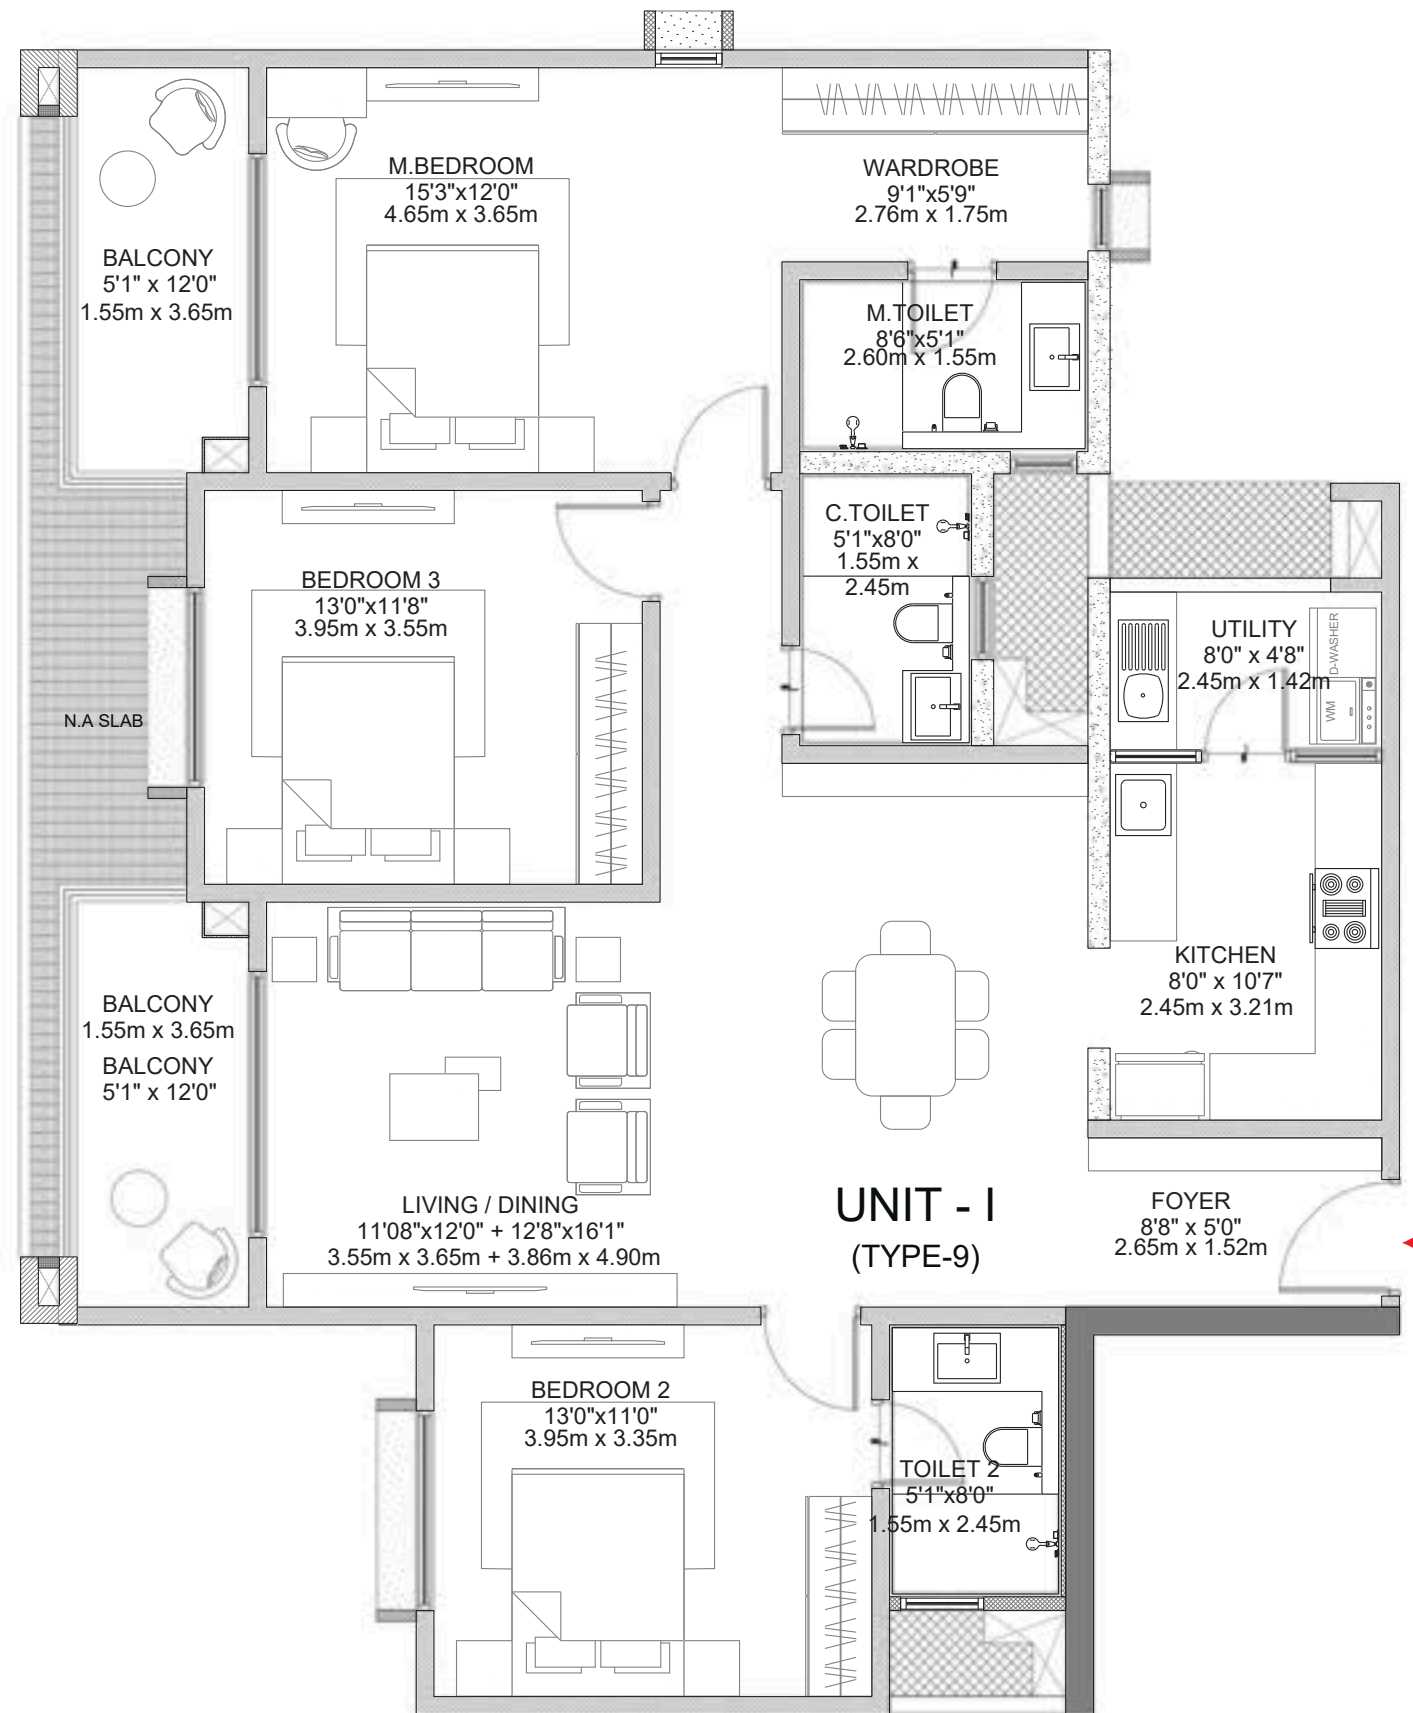 M.BEDROOM
15'3"x12'0"
4.65m x 3.65m
WARDROBE
9'1"x5'9"
2.76m x 1.75m
BALCONY
5'1" x 12'0"
1.55m x 3.65m
M.TOILET
8'6"x5'1"
2.60m x 1.55m
C.TOILET
5'1"x8'0"
1.55m x
2.45m
BEDROOM 3
13'0"x11'8"
3.95m x 3.55m
UTILITY
8'0" x 4'8"
2.45m x 1.42m
D-WASHER
WM
N.A SLAB
KITCHEN
8'0" x 10'7"
2.45m x 3.21m
BALCONY
1.55m x 3.65m
BALCONY
5'1" x 12'0"
LIVING / DINING
11'08"x12'0" + 12'8"x16'1"
3.55m x 3.65m + 3.86m x 4.90m
UNIT - I
(TYPE-9)
FOYER
8'8" x 5'0"
2.65m x 1.52m
BEDROOM 2
13'0"x11'0"
3.95m x 3.35m
TOILET 2
5'1"x8'0"
1.55m x 2.45m